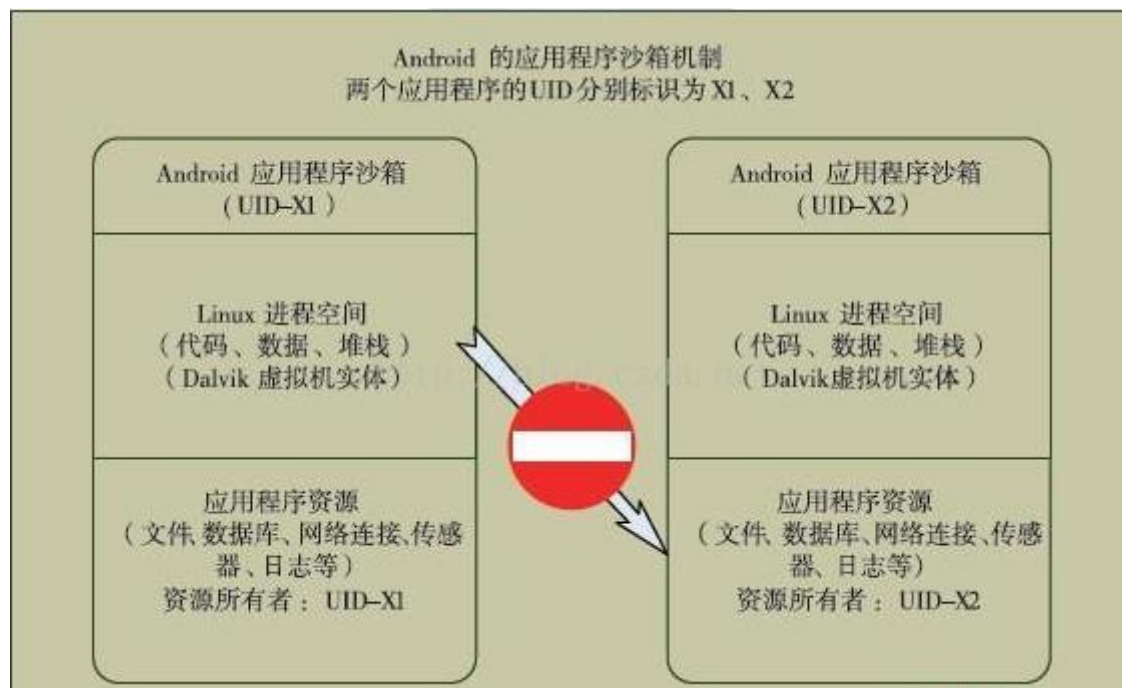 Android 的应用程序沙箱机制
两个应用程序的UID分别标识为X1、X2
Android 应用程序沙箱
(UID–X1)
Linux 进程空间
(代码、数据、堆栈)
(Dalvik 虚拟机实体)
应用程序资源
(文件、数据库、网络连接、传感
器、日志等)
资源所有者：UID–X1
Android 应用程序沙箱
(UID–X2)
Linux 进程空间
(代码、数据、堆栈)
(Dalvik虚拟机实体)
应用程序资源
(文件、数据库、网络连接、传感
器、日志等)
资源所有者：UID–X2